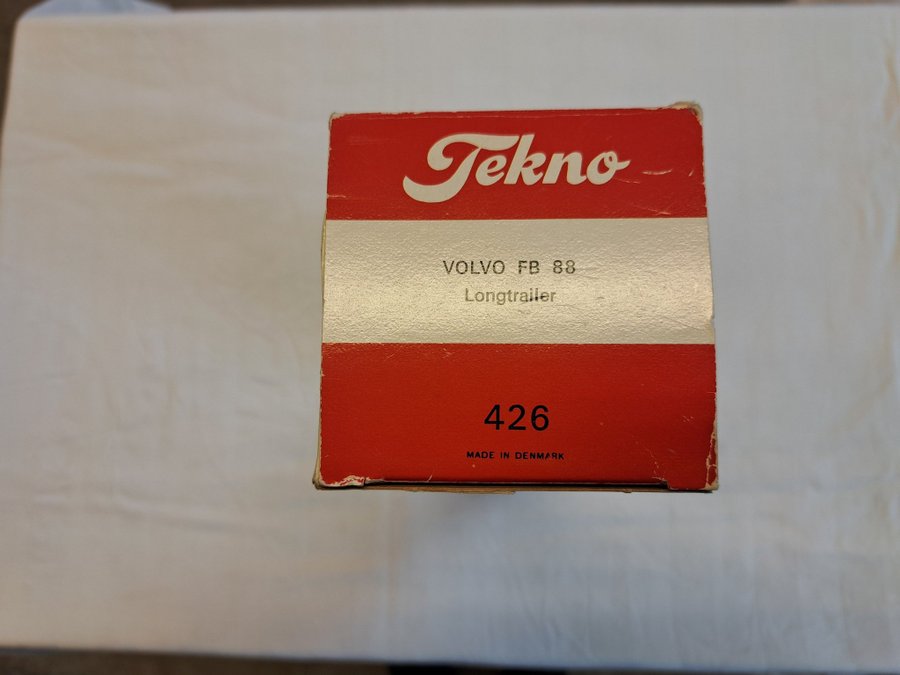 Tekno
VOLVO FB 88
Longtrailer
426
MADE IN DENMARK